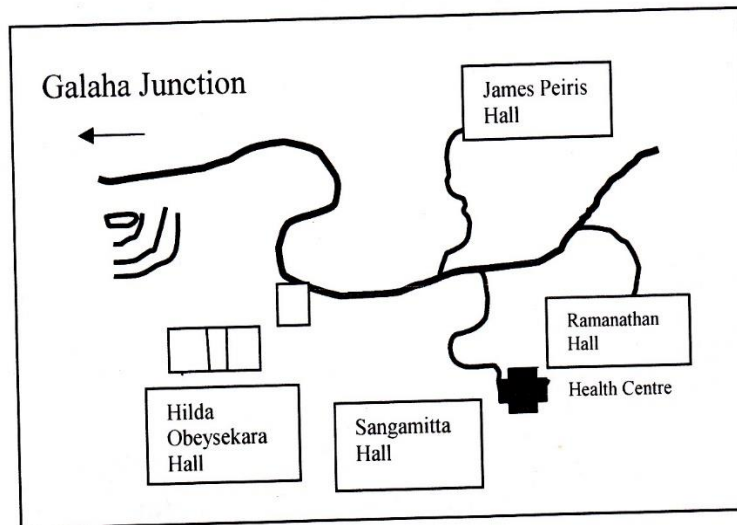 Galaha Junction
James Peiris
Hall
Ramanathan
Hall
Health Centre
Hilda
Obeysekara
Hall
Sangamitta
Hall